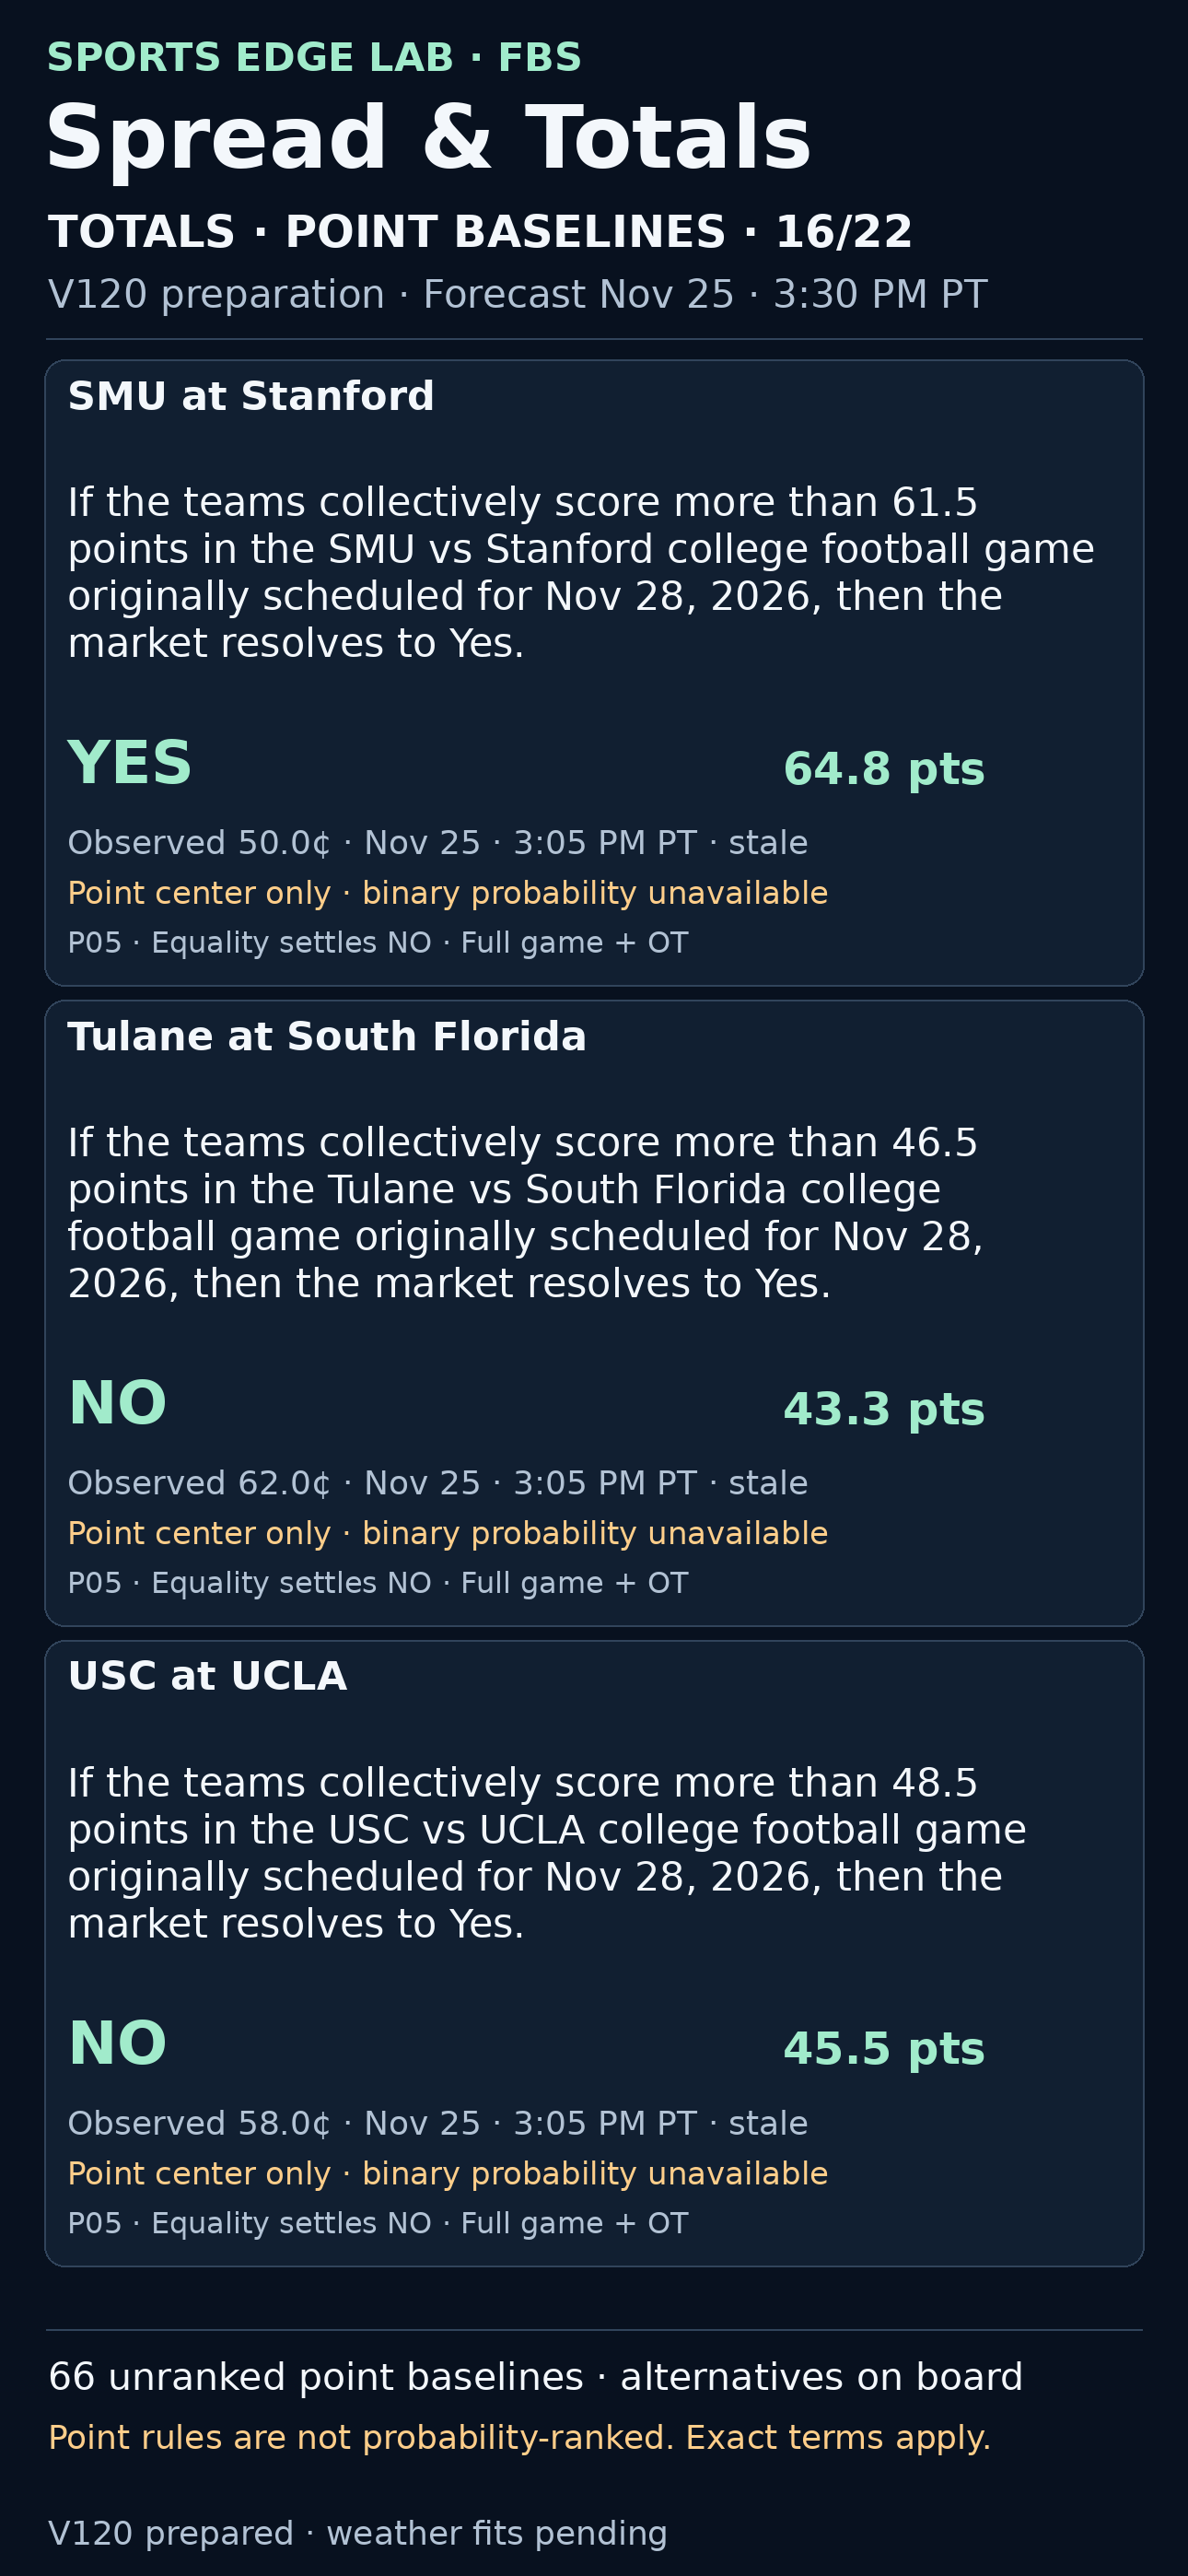 SPORTS EDGE LAB · FBS
Spread & Totals
TOTALS · POINT BASELINES · 16/22
V120 preparation · Forecast Nov 25 · 3:30 PM PT
SMU at Stanford
If the teams collectively score more than 61.5
points in the SMU vs Stanford college football game
originally scheduled for Nov 28, 2026, then the
market resolves to Yes.
YES 64.8 pts
Observed 50.0¢ · Nov 25 · 3:05 PM PT · stale
Point center only · binary probability unavailable
P05 · Equality settles NO · Full game + OT
Tulane at South Florida
If the teams collectively score more than 46.5
points in the Tulane vs South Florida college
football game originally scheduled for Nov 28,
2026, then the market resolves to Yes.
NO 43.3 pts
Observed 62.0¢ · Nov 25 · 3:05 PM PT · stale
Point center only · binary probability unavailable
P05 · Equality settles NO · Full game + OT
USC at UCLA
If the teams collectively score more than 48.5
points in the USC vs UCLA college football game
originally scheduled for Nov 28, 2026, then the
market resolves to Yes.
NO 45.5 pts
Observed 58.0¢ · Nov 25 · 3:05 PM PT · stale
Point center only · binary probability unavailable
P05 · Equality settles NO · Full game + OT
66 unranked point baselines · alternatives on board
Point rules are not probability-ranked. Exact terms apply.
V120 prepared · weather fits pending